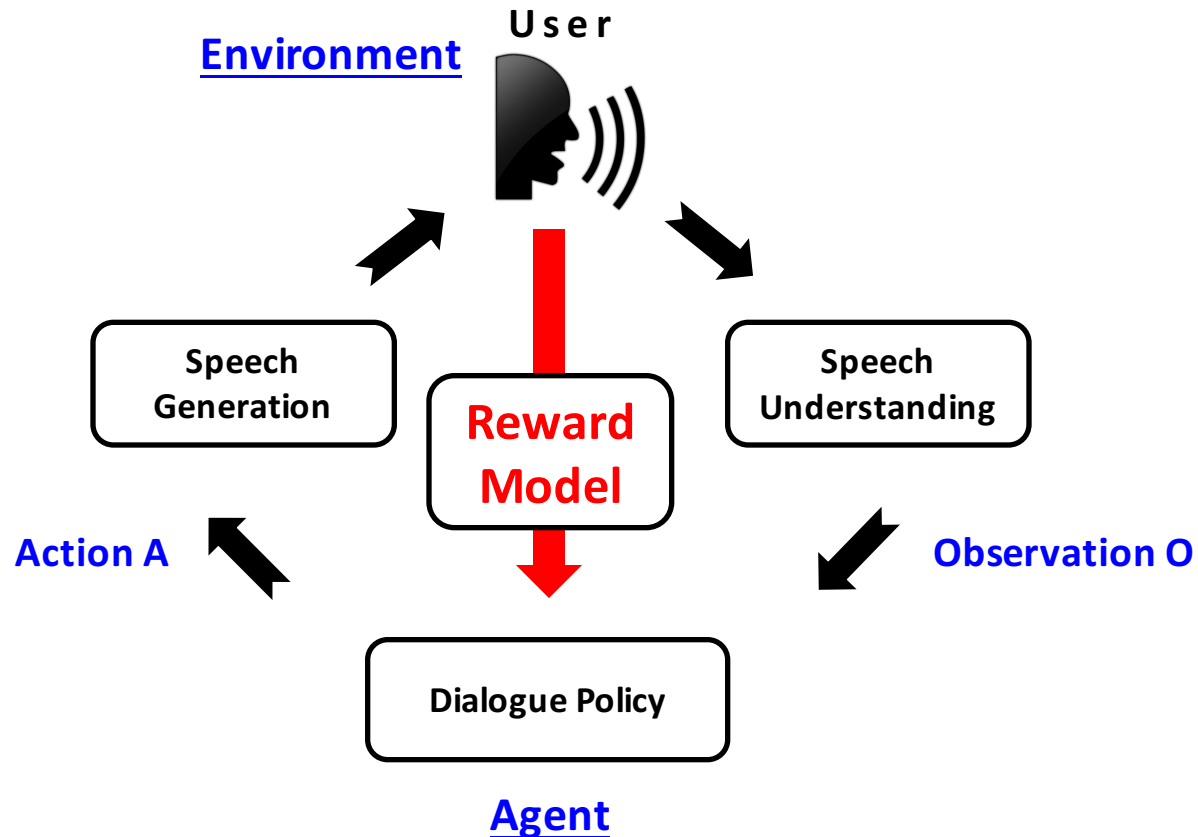 User
Environment
Speech
Generation
Reward
Model
Speech
Understanding
Action A
Observation O
Dialogue Policy
Agent